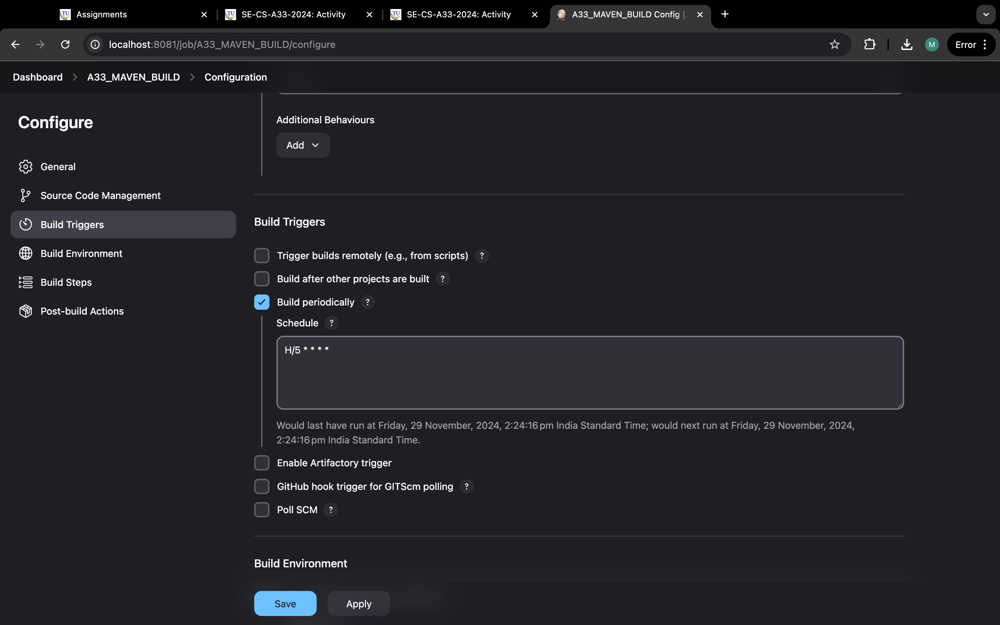 Assignments
SE-CS-A33-2024: Activity
SE-CS-A33-2024: Activity
A33_MAVEN_BUILD Config [
localhost:8081/job/A33_MAVEN_BUILD/configure
M
Error
Dashboard > A33_MAVEN_BUILD > Configuration
Configure
General
Source Code Management
Build Triggers
Build Environment
Build Steps
Post-build Actions
Additional Behaviours
Add
Build Triggers
Trigger builds remotely (e.g., from scripts) ?
Build after other projects are built ?
Build periodically ?
Schedule ?
H/5 * * * *
Would last have run at Friday, 29 November, 2024, 2:24:16 pm India Standard Time; would next run at Friday, 29 November, 2024,
2:24:16 pm India Standard Time.
Enable Artifactory trigger
GitHub hook trigger for GITScm polling ?
Poll SCM ?
Build Environment
Save
Apply